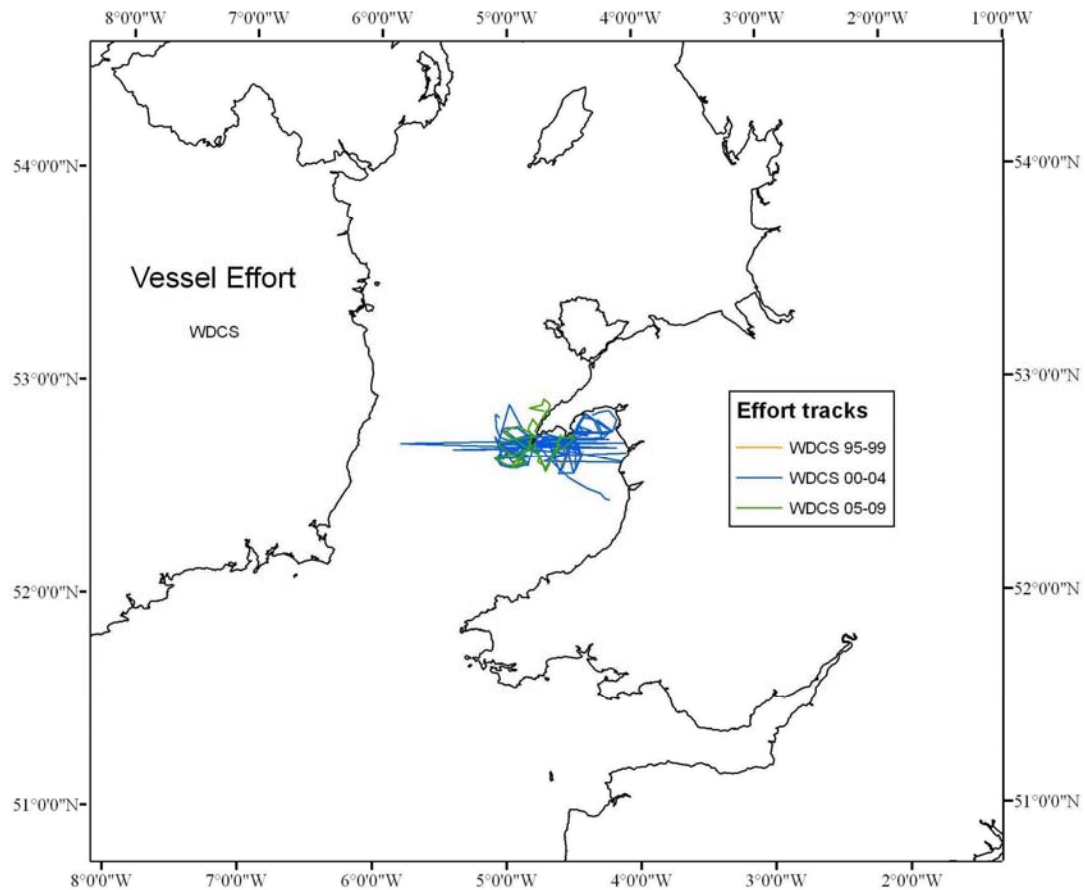 8°0'0"W 7°0'0"W 6°0'0"W 5°0'0"W 4°0'0"W 3°0'0"W 2°0'0"W 1°0'0"W
54°0'0"N 54°0'0"N
Vessel Effort
WDCS
53°0'0"N 53°0'0"N
Effort tracks
WDCS 95-99
WDCS 00-04
WDCS 05-09
52°0'0"N 52°0'0"N
51°0'0"N 51°0'0"N
8°0'0"W 7°0'0"W 6°0'0"W 5°0'0"W 4°0'0"W 3°0'0"W 2°0'0"W